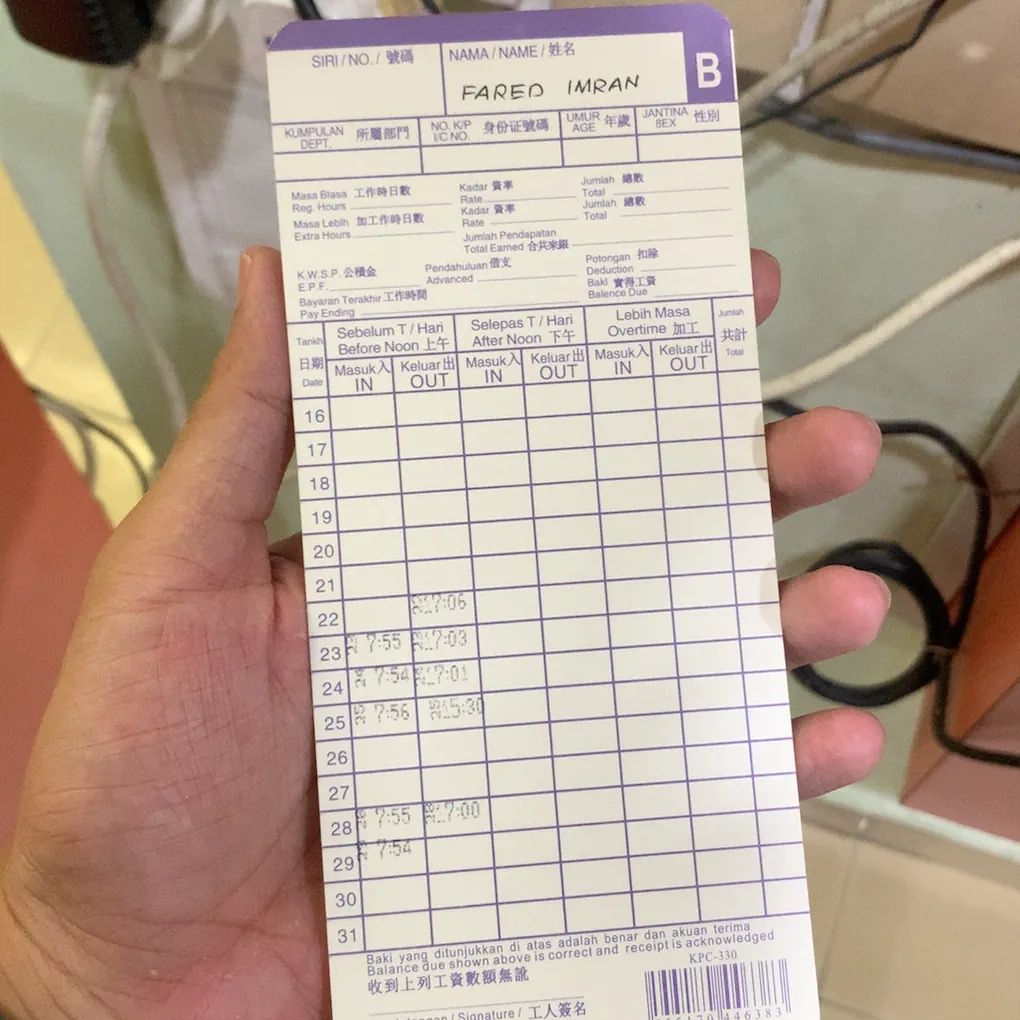 SIRI / NO. / 號碼
NAMA / NAME / 姓名
FARED IMRAN
B
KUMPULAN 所屬部門
DEPT.
NO. K/P 身份证號碼
I/C NO.
UMUR 年歲
AGE
JANTINA 性別
SEX
Masa Biasa 工作時日數
Reg. Hours
Kadar 資率
Rate
Jumlah 總數
Total
Masa Lebih 加工作時日數
Extra Hours
Kadar 資率
Rate
Jumlah 總數
Total
Jumlah Pendapatan
Total Earned 合共來銀
K.W.S.P. 公積金
E.P.F.
Pendahuluan 借支
Advanced
Potongan 扣除
Deduction
Baki 實得工資
Balence Due
Bayaran Terakhir 工作時間
Pay Ending
Tarikh
日期
Date
Sebelum T / Hari
Before Noon 上午
Selepas T / Hari
After Noon 下午
Lebih Masa
Overtime 加工
Jumlah
共計
Total
Masuk入
IN
Keluar出
OUT
Masuk入
IN
Keluar出
OUT
Masuk入
IN
Keluar出
OUT
16
17
18
19
20
21
22 17:06
23 7:55 17:03
24 7:54 17:01
25 7:56 15:30
26
27
28 7:55 17:00
29 7:54
30
31
Baki yang ditunjukkan di atas adalah benar dan akuan terima
Balance due shown above is correct and receipt is acknowledged
收到上列工資數額無訛
KPC-330
/ Signature / 工人簽名
446383